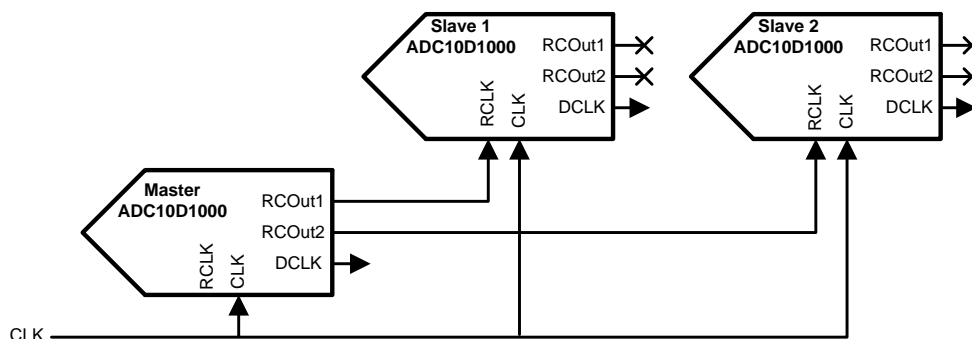 Slave 1
ADC10D1000
RCOut1
RCOut2
DCLK
RCLK
CLK
Slave 2
ADC10D1000
RCOut1
RCOut2
DCLK
RCLK
CLK
Master
ADC10D1000
RCOut1
RCOut2
DCLK
RCLK
CLK
CLK